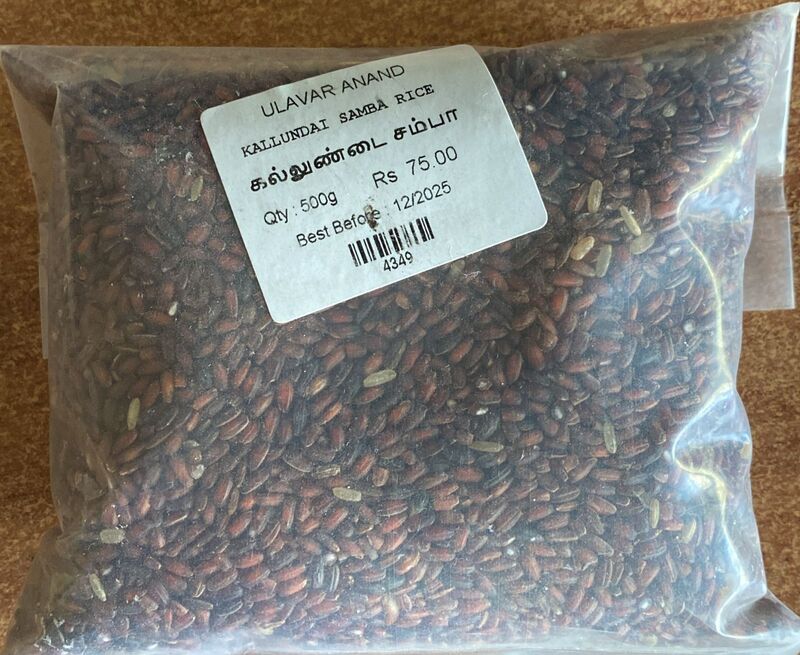 ULAVAR ANAND
KALLUNDAI SAMBA RICE
கல்லுண்டை சம்பா
Rs 75.00
Qty : 500g
Best Before : 12/2025
4349